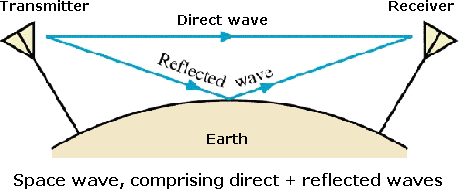 Transmitter
Receiver
Direct wave
Reflected wave
Earth
Space wave, comprising direct + reflected waves